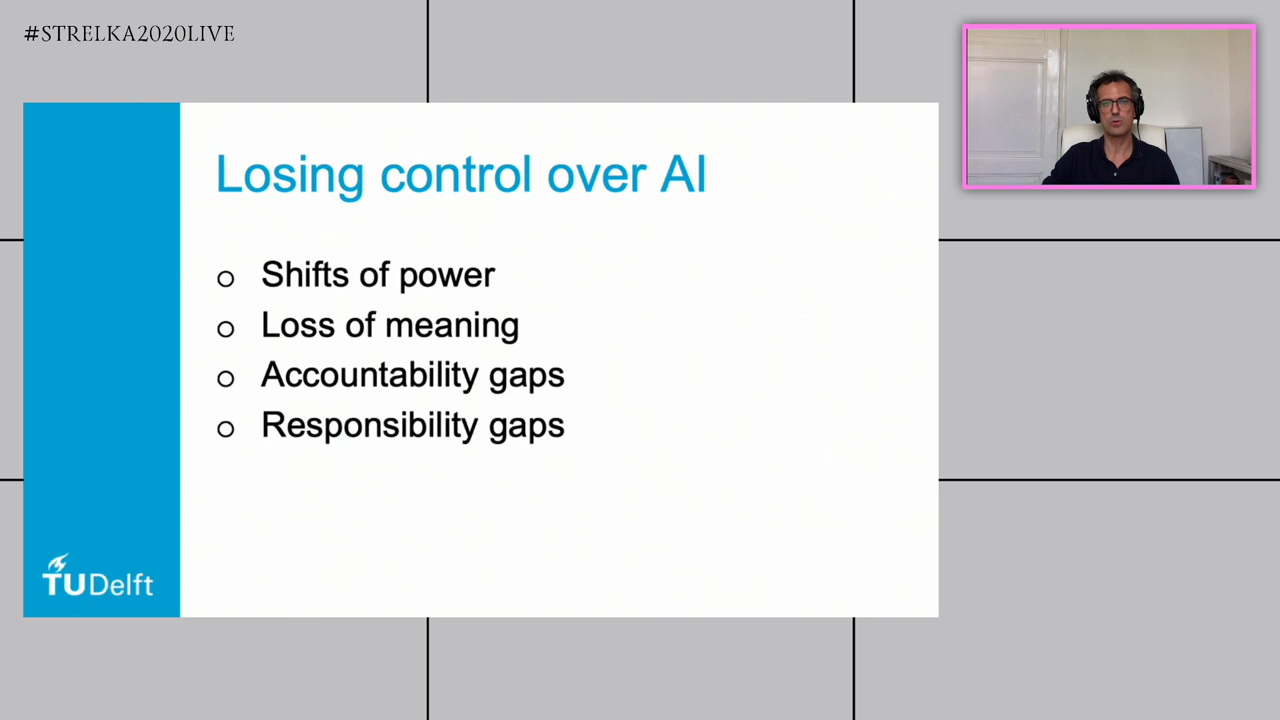 #STRELKA2020LIVE
Losing control over AI
Shifts of power
Loss of meaning
Accountability gaps
Responsibility gaps
TUDelft